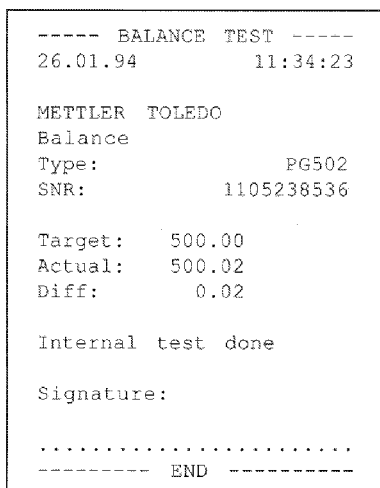 ----- BALANCE TEST -----
26.01.94 11:34:23
METTLER TOLEDO
Balance
Type: PG502
SNR: 1105238536
Target: 500.00
Actual: 500.02
Diff: 0.02
Internal test done
Signature:
........................
--------- END ----------